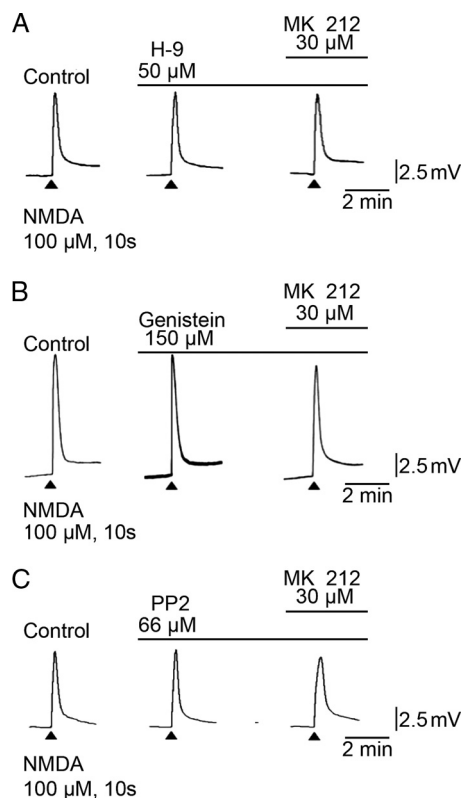 A
MK 212
30 µM
H-9
50 µM
Control
2.5 mV
2 min
NMDA
100 µM, 10s
B
MK 212
30 µM
Genistein
150 µM
Control
2.5 mV
2 min
NMDA
100 µM, 10s
C
MK 212
30 µM
PP2
66 µM
Control
2.5 mV
2 min
NMDA
100 µM, 10s